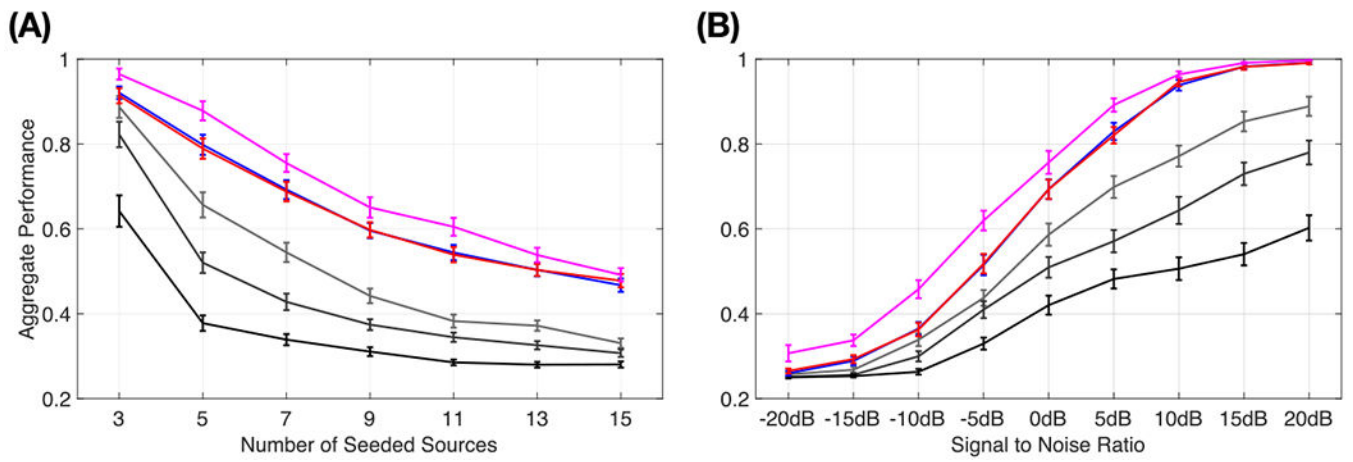 (A)
Aggregate Performance
1
0.8
0.6
0.4
0.2
3 5 7 9 11 13 15
Number of Seeded Sources
(B)
1
0.8
0.6
0.4
0.2
-20dB -15dB -10dB -5dB 0dB 5dB 10dB 15dB 20dB
Signal to Noise Ratio